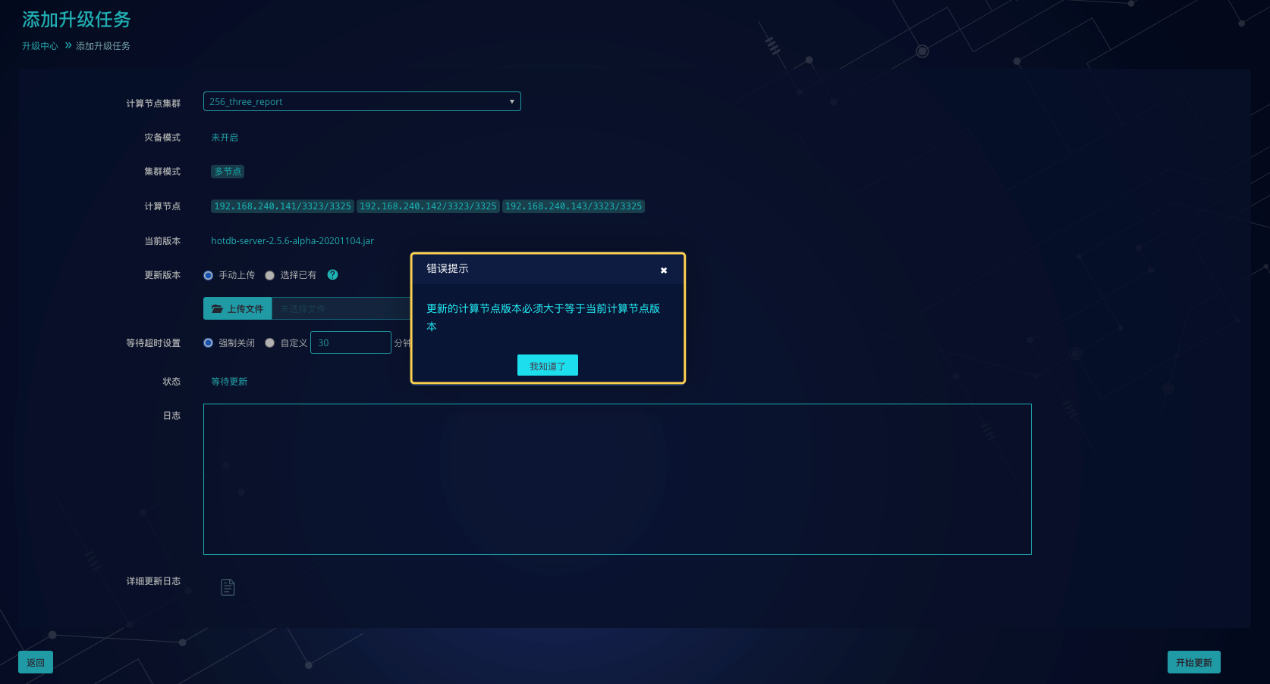 添加升级任务
升级中心 » 添加升级任务
计算节点集群 256_three_report
灾备模式 未开启
集群模式 多节点
计算节点 192.168.240.141/3323/3325 192.168.240.142/3323/3325 192.168.240.143/3323/3325
当前版本 hotdb-server-2.5.6-alpha-20201104.jar
更新版本 手动上传 选择已有 ?
上传文件 未选择文件
等待超时设置 强制关闭 自定义 30 分钟
错误提示 ✖
更新的计算节点版本必须大于等于当前计算节点版
本
我知道了
状态 等待更新
日志
详细更新日志
返回 开始更新